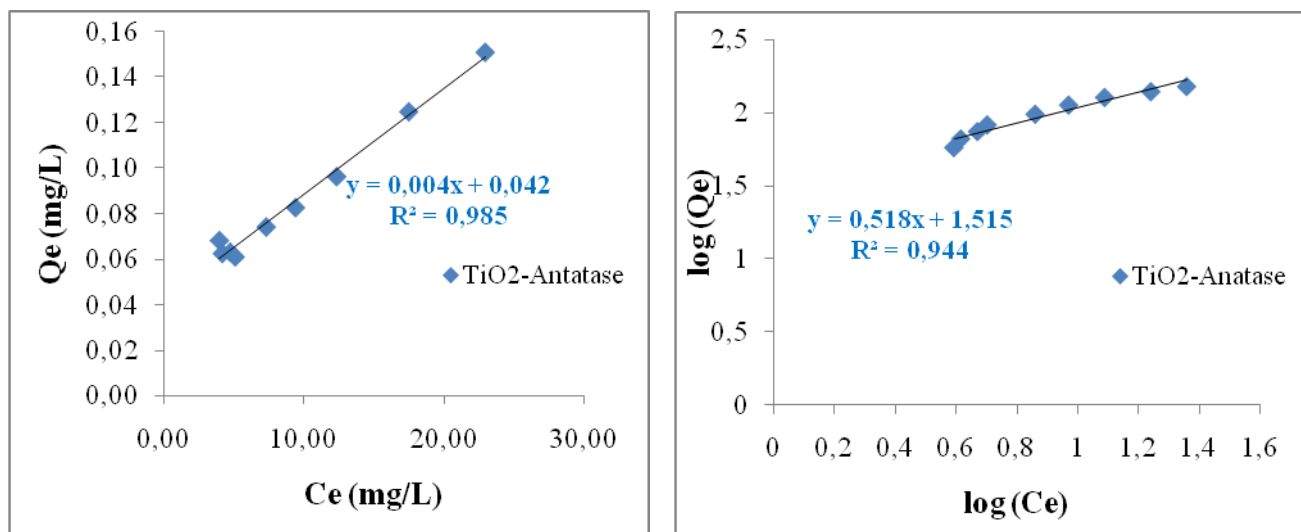 0,16
0,14
0,12
0,10
0,08
0,06
0,04
0,02
0,00
Qe (mg/L)
y = 0,004x + 0,042
R² = 0,985
TiO2-Antatase
0,00 10,00 20,00 30,00
Ce (mg/L)
2,5
2
1,5
1
0,5
0
log (Qe)
y = 0,518x + 1,515
R² = 0,944
TiO2-Anatase
0 0,2 0,4 0,6 0,8 1 1,2 1,4 1,6
log (Ce)